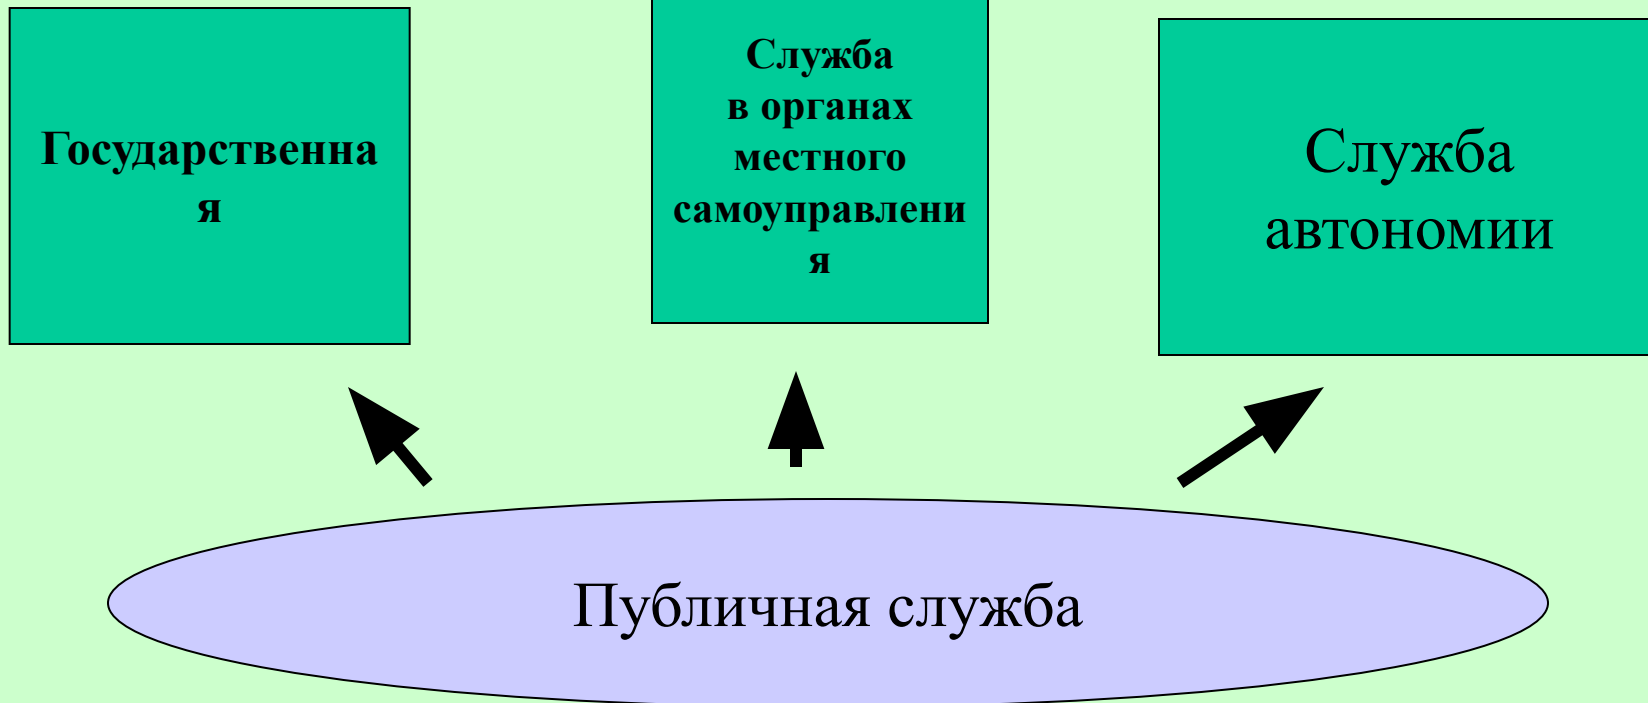 Государственна
я
Служба
в органах
местного
самоуправлени
я
Служба
автономии
Публичная служба